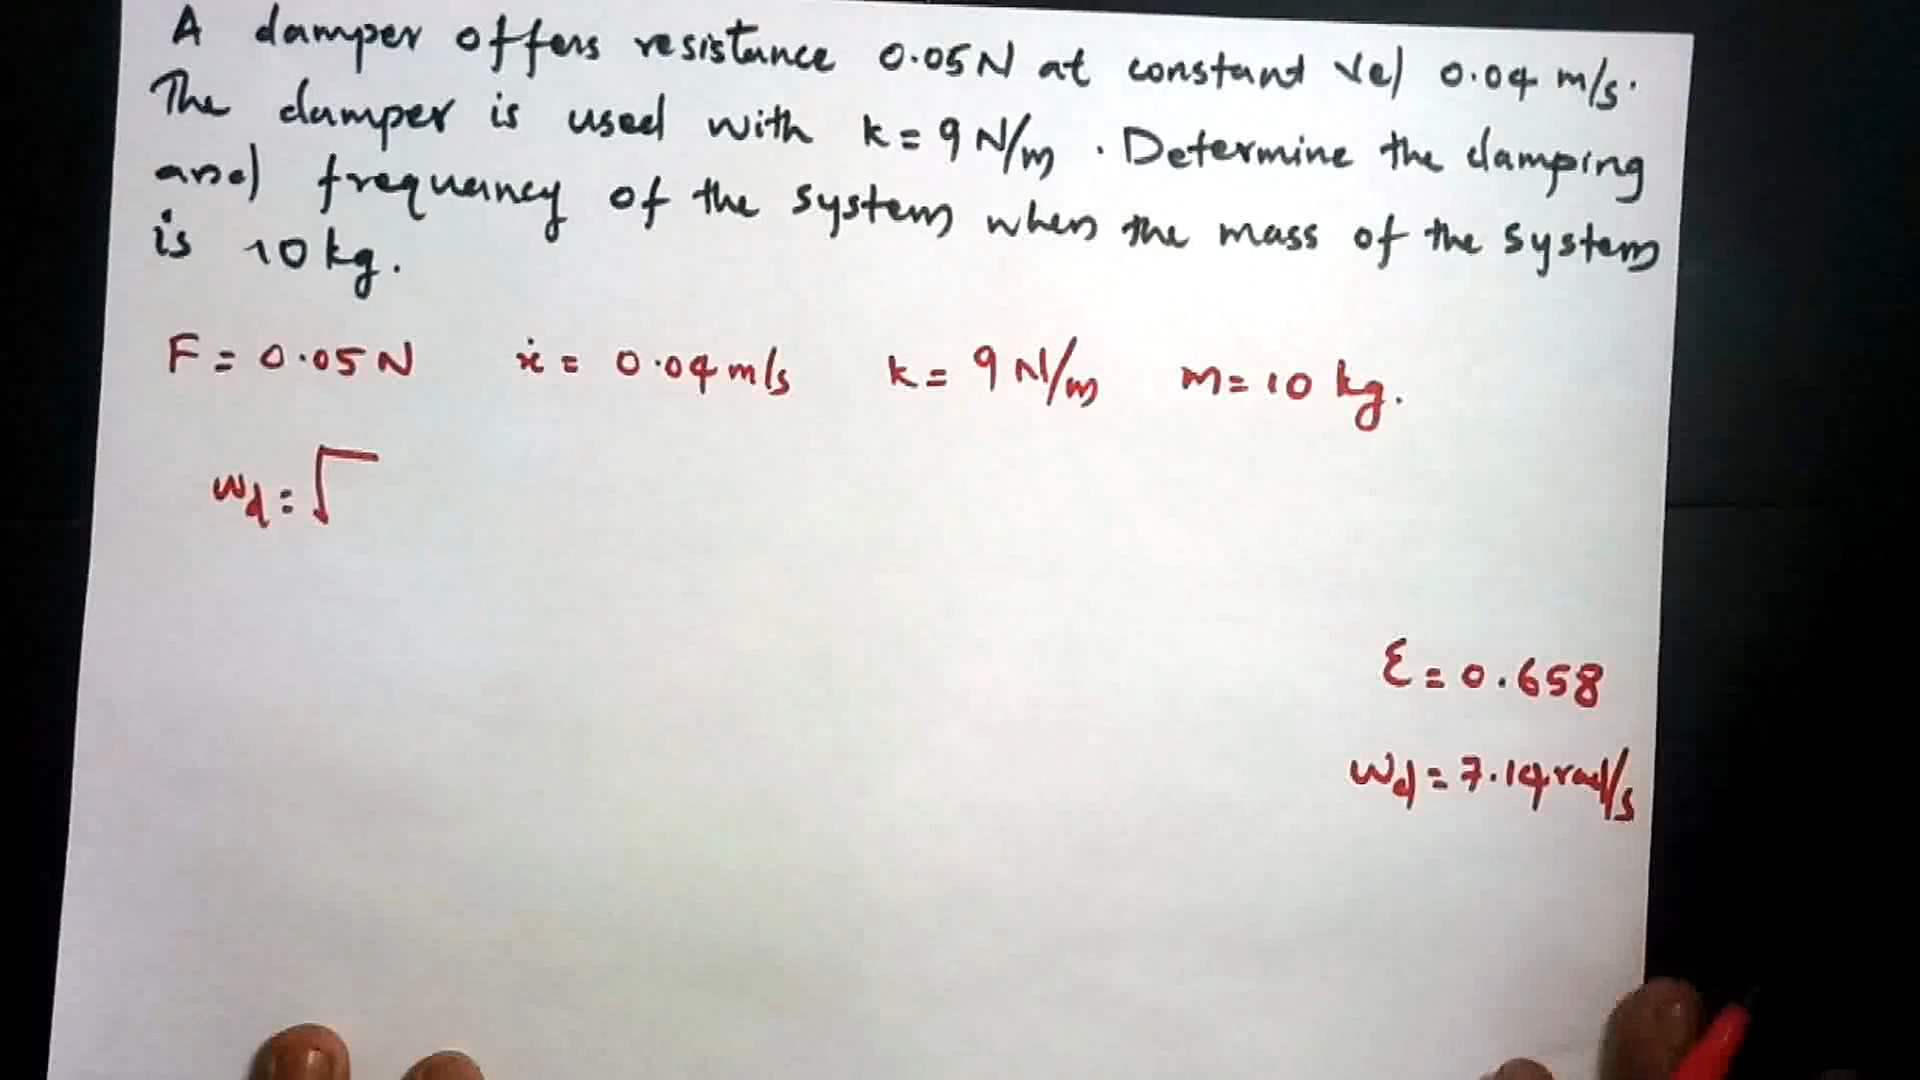 A damper offers resistance 0.05N at constant vel 0.04 m/s.
The damper is used with k = 9 N/m . Determine the damping
and frequency of the system when the mass of the system
is 10 kg.
F = 0.05N ẋ = 0.04 m/s k = 9 N/m m = 10 kg.
ωd = √
ξ = 0.658
ωd = 7.14 rad/s